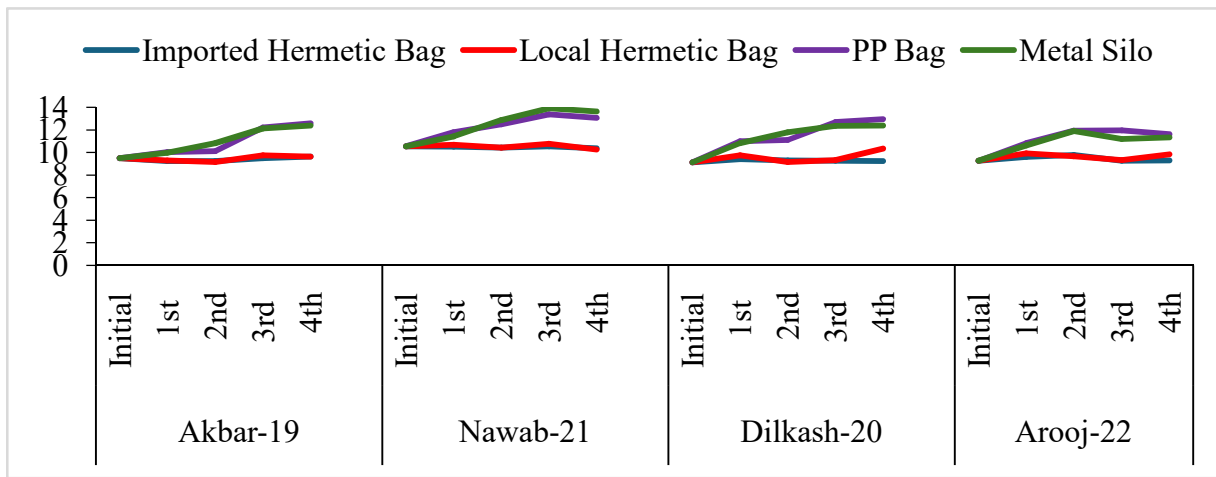 Imported Hermetic Bag Local Hermetic Bag PP Bag Metal Silo
14
12
10
8
6
4
2
0
Initial 1st 2nd 3rd 4th Initial 1st 2nd 3rd 4th Initial 1st 2nd 3rd 4th Initial 1st 2nd 3rd 4th
Akbar-19 Nawab-21 Dilkash-20 Arooj-22